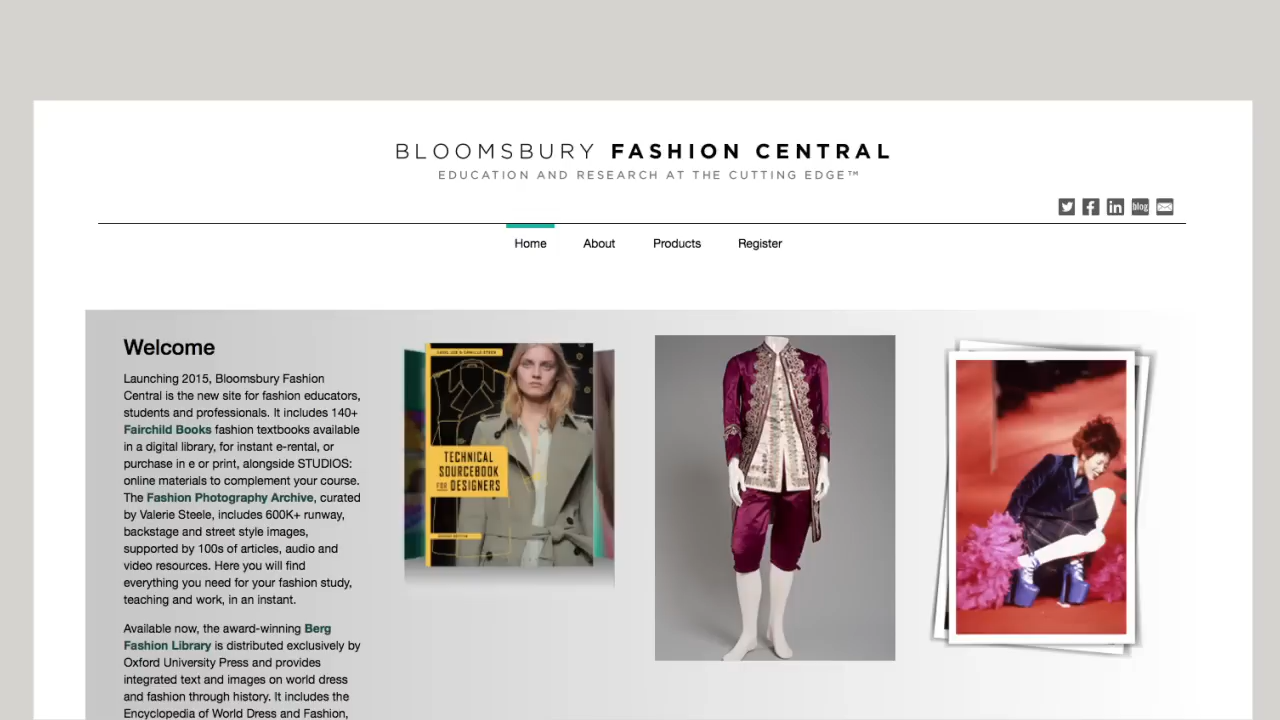 BLOOMSBURY FASHION CENTRAL
EDUCATION AND RESEARCH AT THE CUTTING EDGE™
blog
Home About Products Register
Welcome
Launching 2015, Bloomsbury Fashion
Central is the new site for fashion educators,
students and professionals. It includes 140+
Fairchild Books fashion textbooks available
in a digital library, for instant e-rental, or
purchase in e or print, alongside STUDIOS:
online materials to complement your course.
The Fashion Photography Archive, curated
by Valerie Steele, includes 600K+ runway,
backstage and street style images,
supported by 100s of articles, audio and
video resources. Here you will find
everything you need for your fashion study,
teaching and work, in an instant.
Available now, the award-winning Berg
Fashion Library is distributed exclusively by
Oxford University Press and provides
integrated text and images on world dress
and fashion through history. It includes the
Encyclopedia of World Dress and Fashion,
TECHNICAL
SOURCEBOOK
FOR DESIGNERS